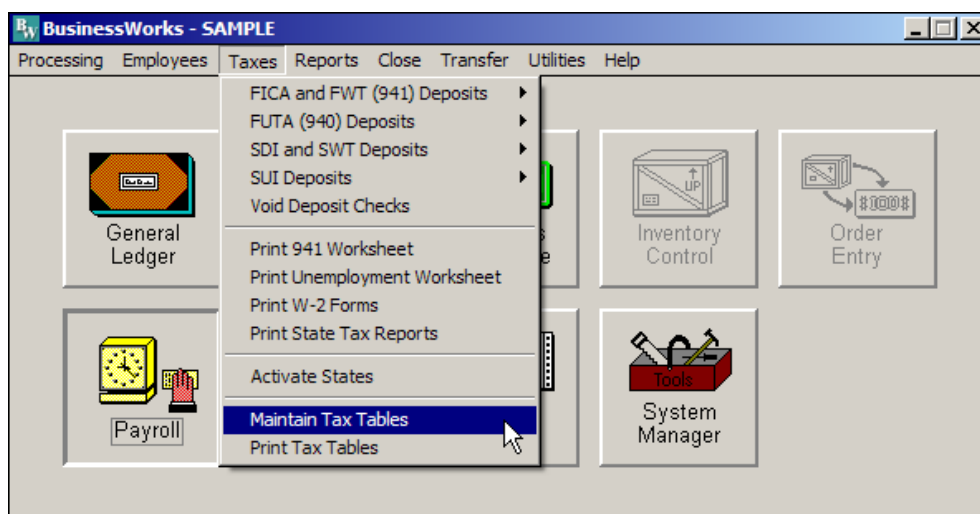 BusinessWorks - SAMPLE
Processing Employees Taxes Reports Close Transfer Utilities Help
FICA and FWT (941) Deposits
FUTA (940) Deposits
SDI and SWT Deposits
SUI Deposits
Void Deposit Checks
Print 941 Worksheet
Print Unemployment Worksheet
Print W-2 Forms
Print State Tax Reports
Activate States
Maintain Tax Tables
Print Tax Tables
General
Ledger
UP
Inventory
Control
Order
Entry
Payroll
Tools
System
Manager